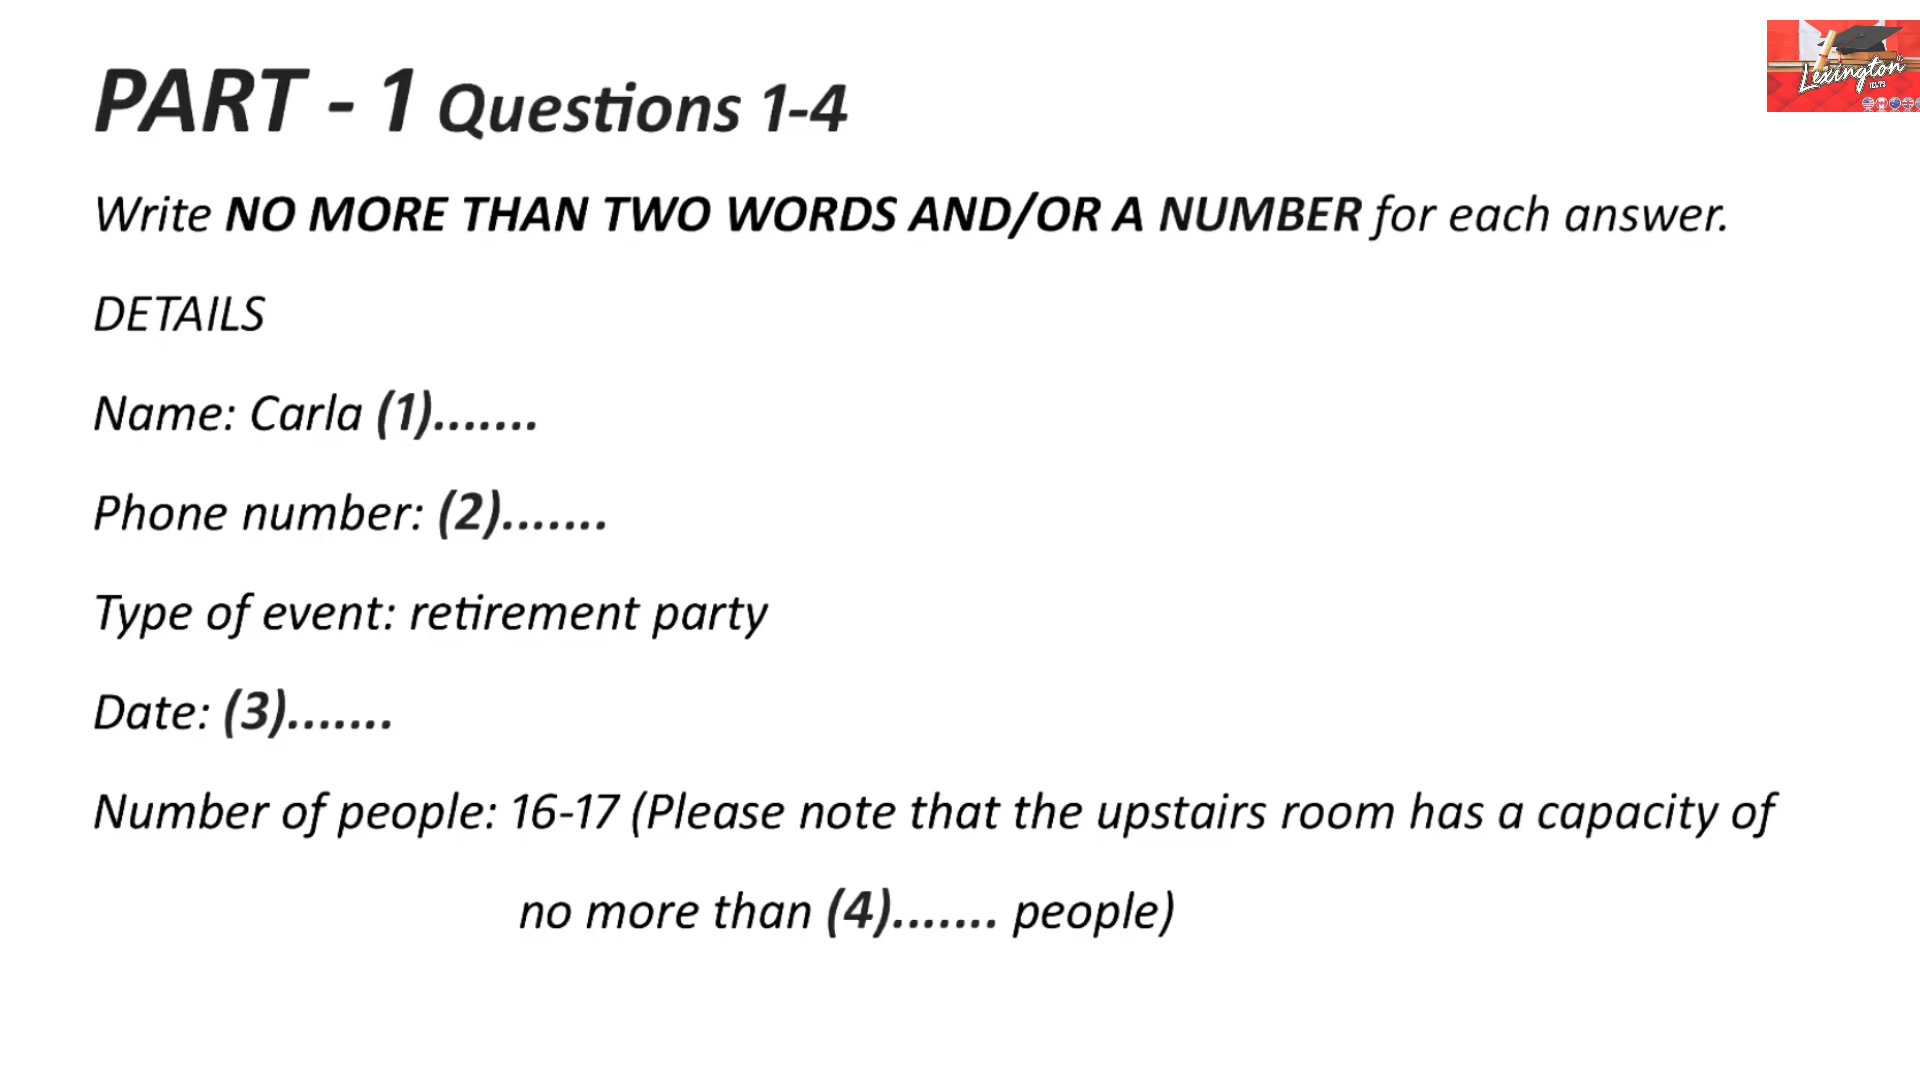 PART - 1 Questions 1-4
Write NO MORE THAN TWO WORDS AND/OR A NUMBER for each answer.
DETAILS
Name: Carla (1).......
Phone number: (2).......
Type of event: retirement party
Date: (3).......
Number of people: 16-17 (Please note that the upstairs room has a capacity of
no more than (4)....... people)
Lexington
IELTS